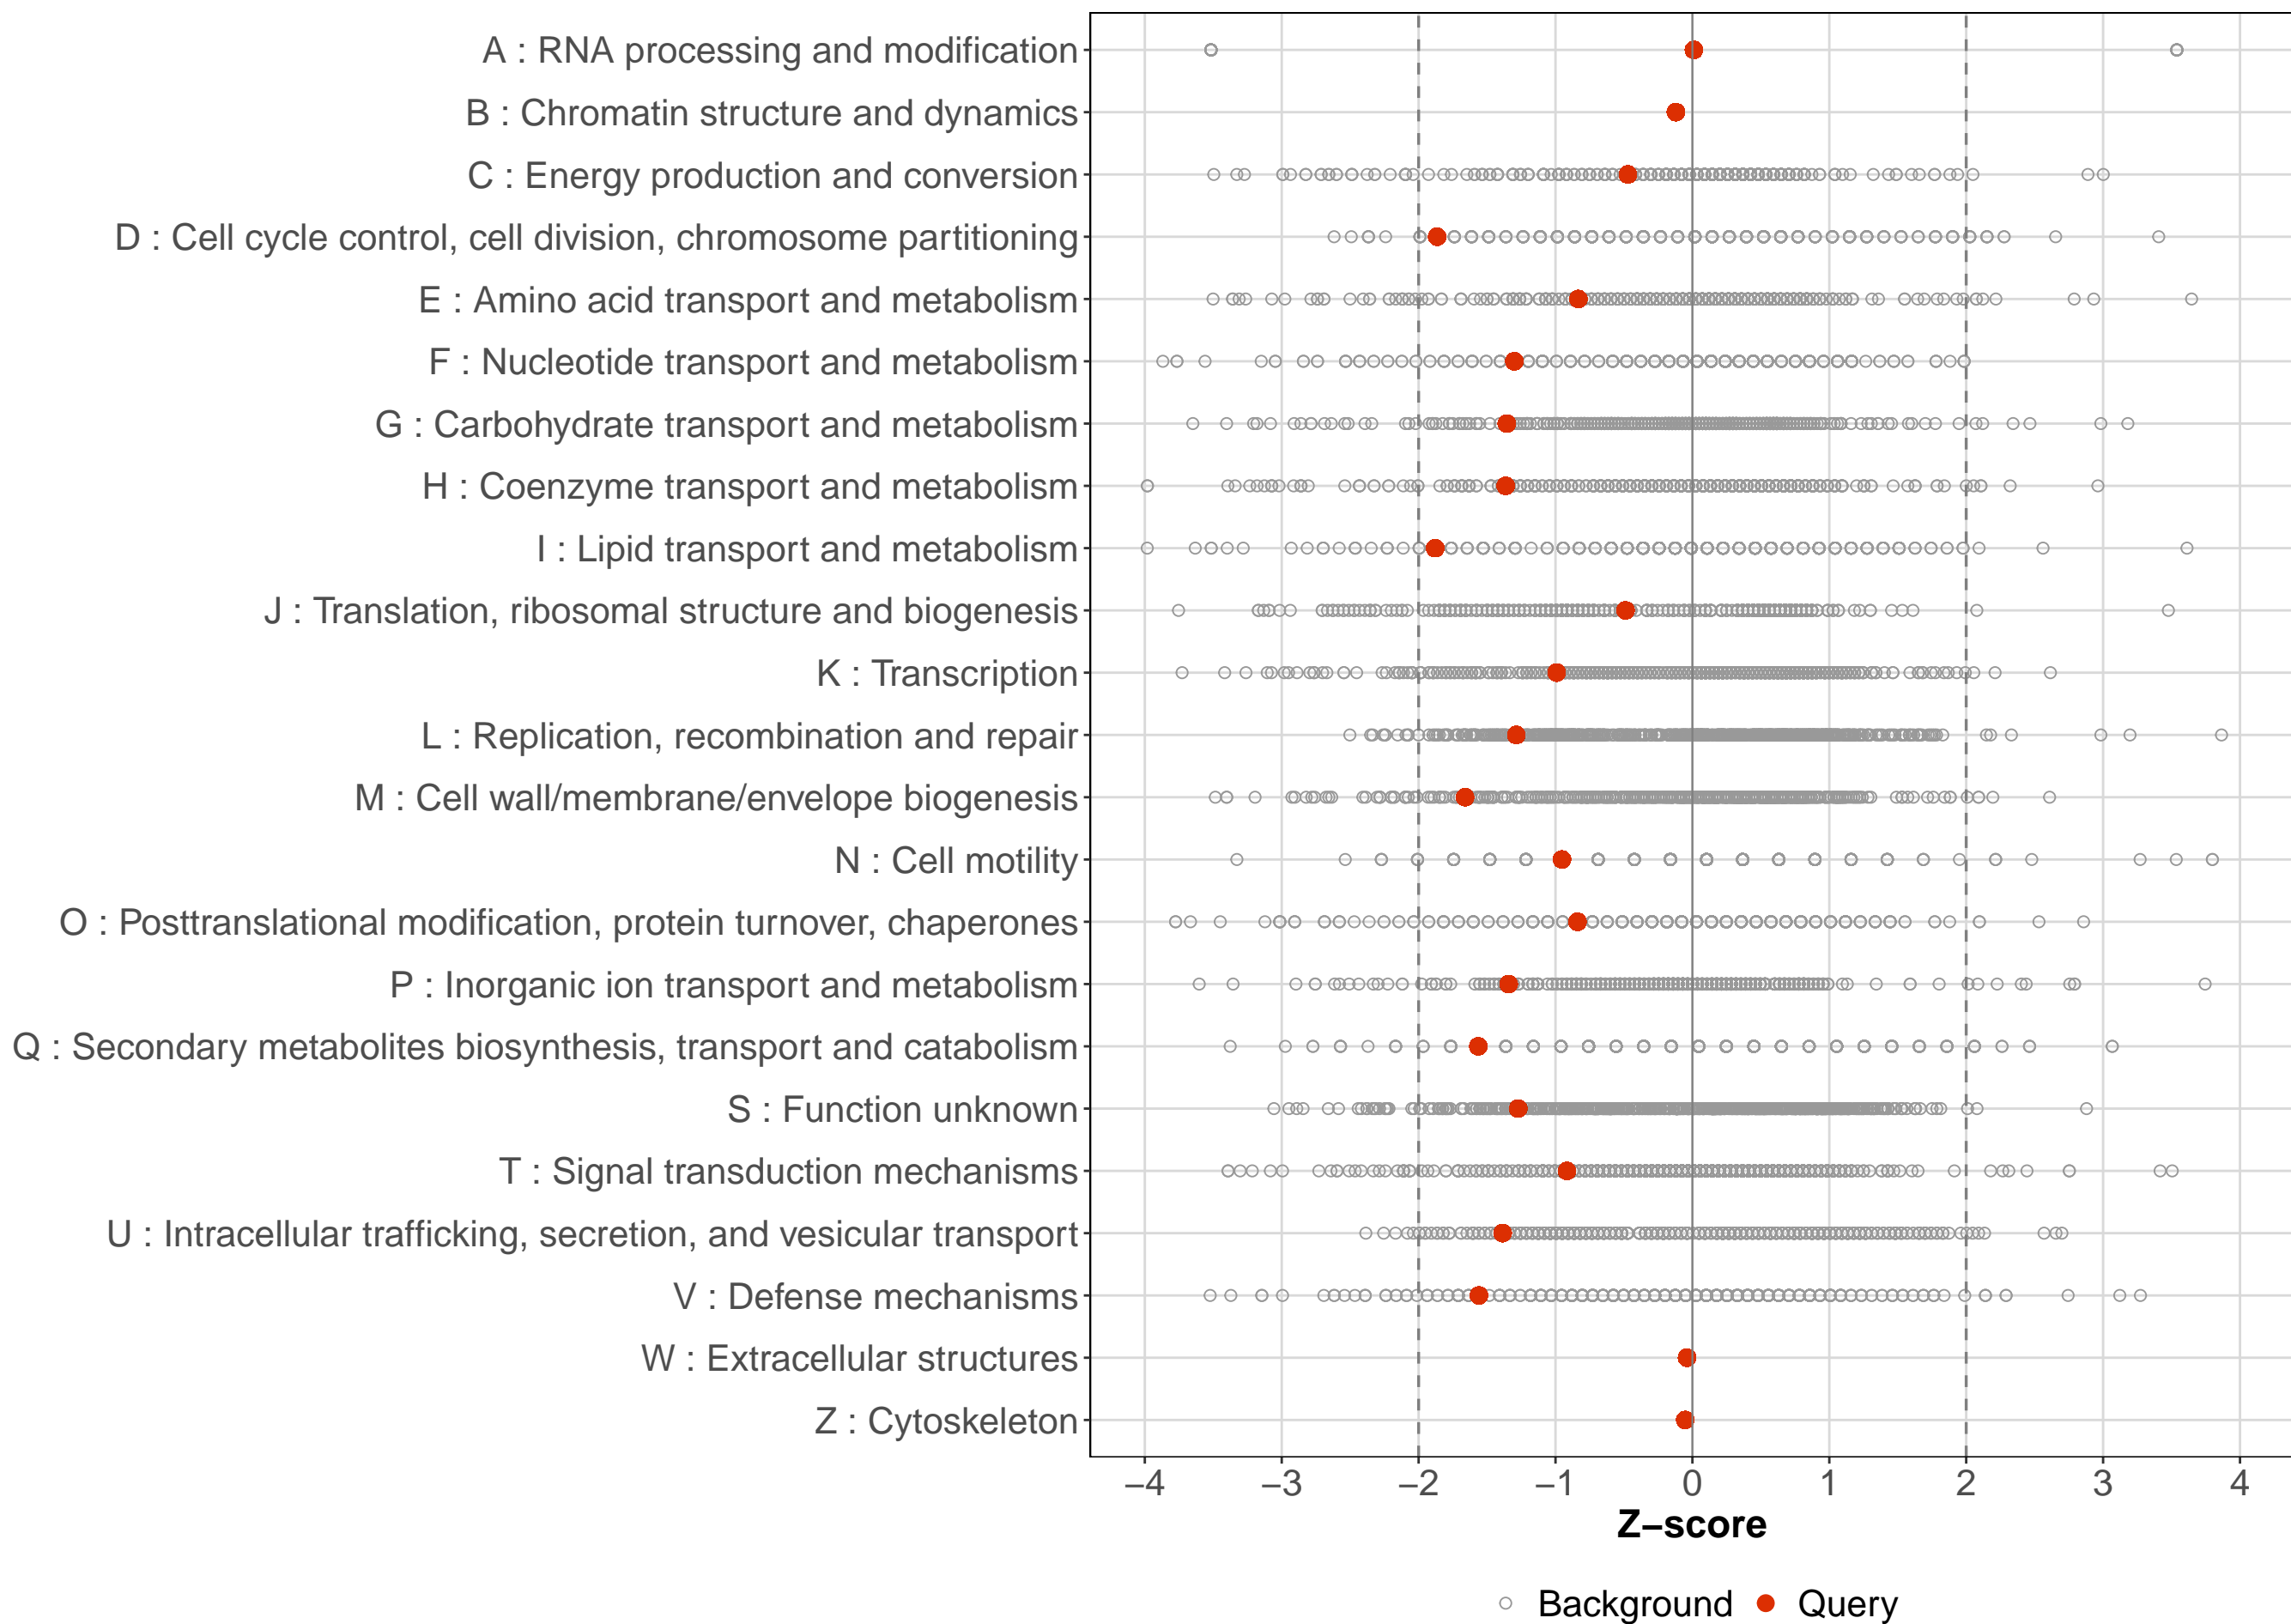 A : RNA processing and modification
B : Chromatin structure and dynamics
C : Energy production and conversion
D : Cell cycle control, cell division, chromosome partitioning
E : Amino acid transport and metabolism
F : Nucleotide transport and metabolism
G : Carbohydrate transport and metabolism
H : Coenzyme transport and metabolism
I : Lipid transport and metabolism
J : Translation, ribosomal structure and biogenesis
K : Transcription
L : Replication, recombination and repair
M : Cell wall/membrane/envelope biogenesis
N : Cell motility
O : Posttranslational modification, protein turnover, chaperones
P : Inorganic ion transport and metabolism
Q : Secondary metabolites biosynthesis, transport and catabolism
S : Function unknown
T : Signal transduction mechanisms
U : Intracellular trafficking, secretion, and vesicular transport
V : Defense mechanisms
W : Extracellular structures
Z : Cytoskeleton
−4 −3 −2 −1 0 1 2 3 4
Z−score
Background Query